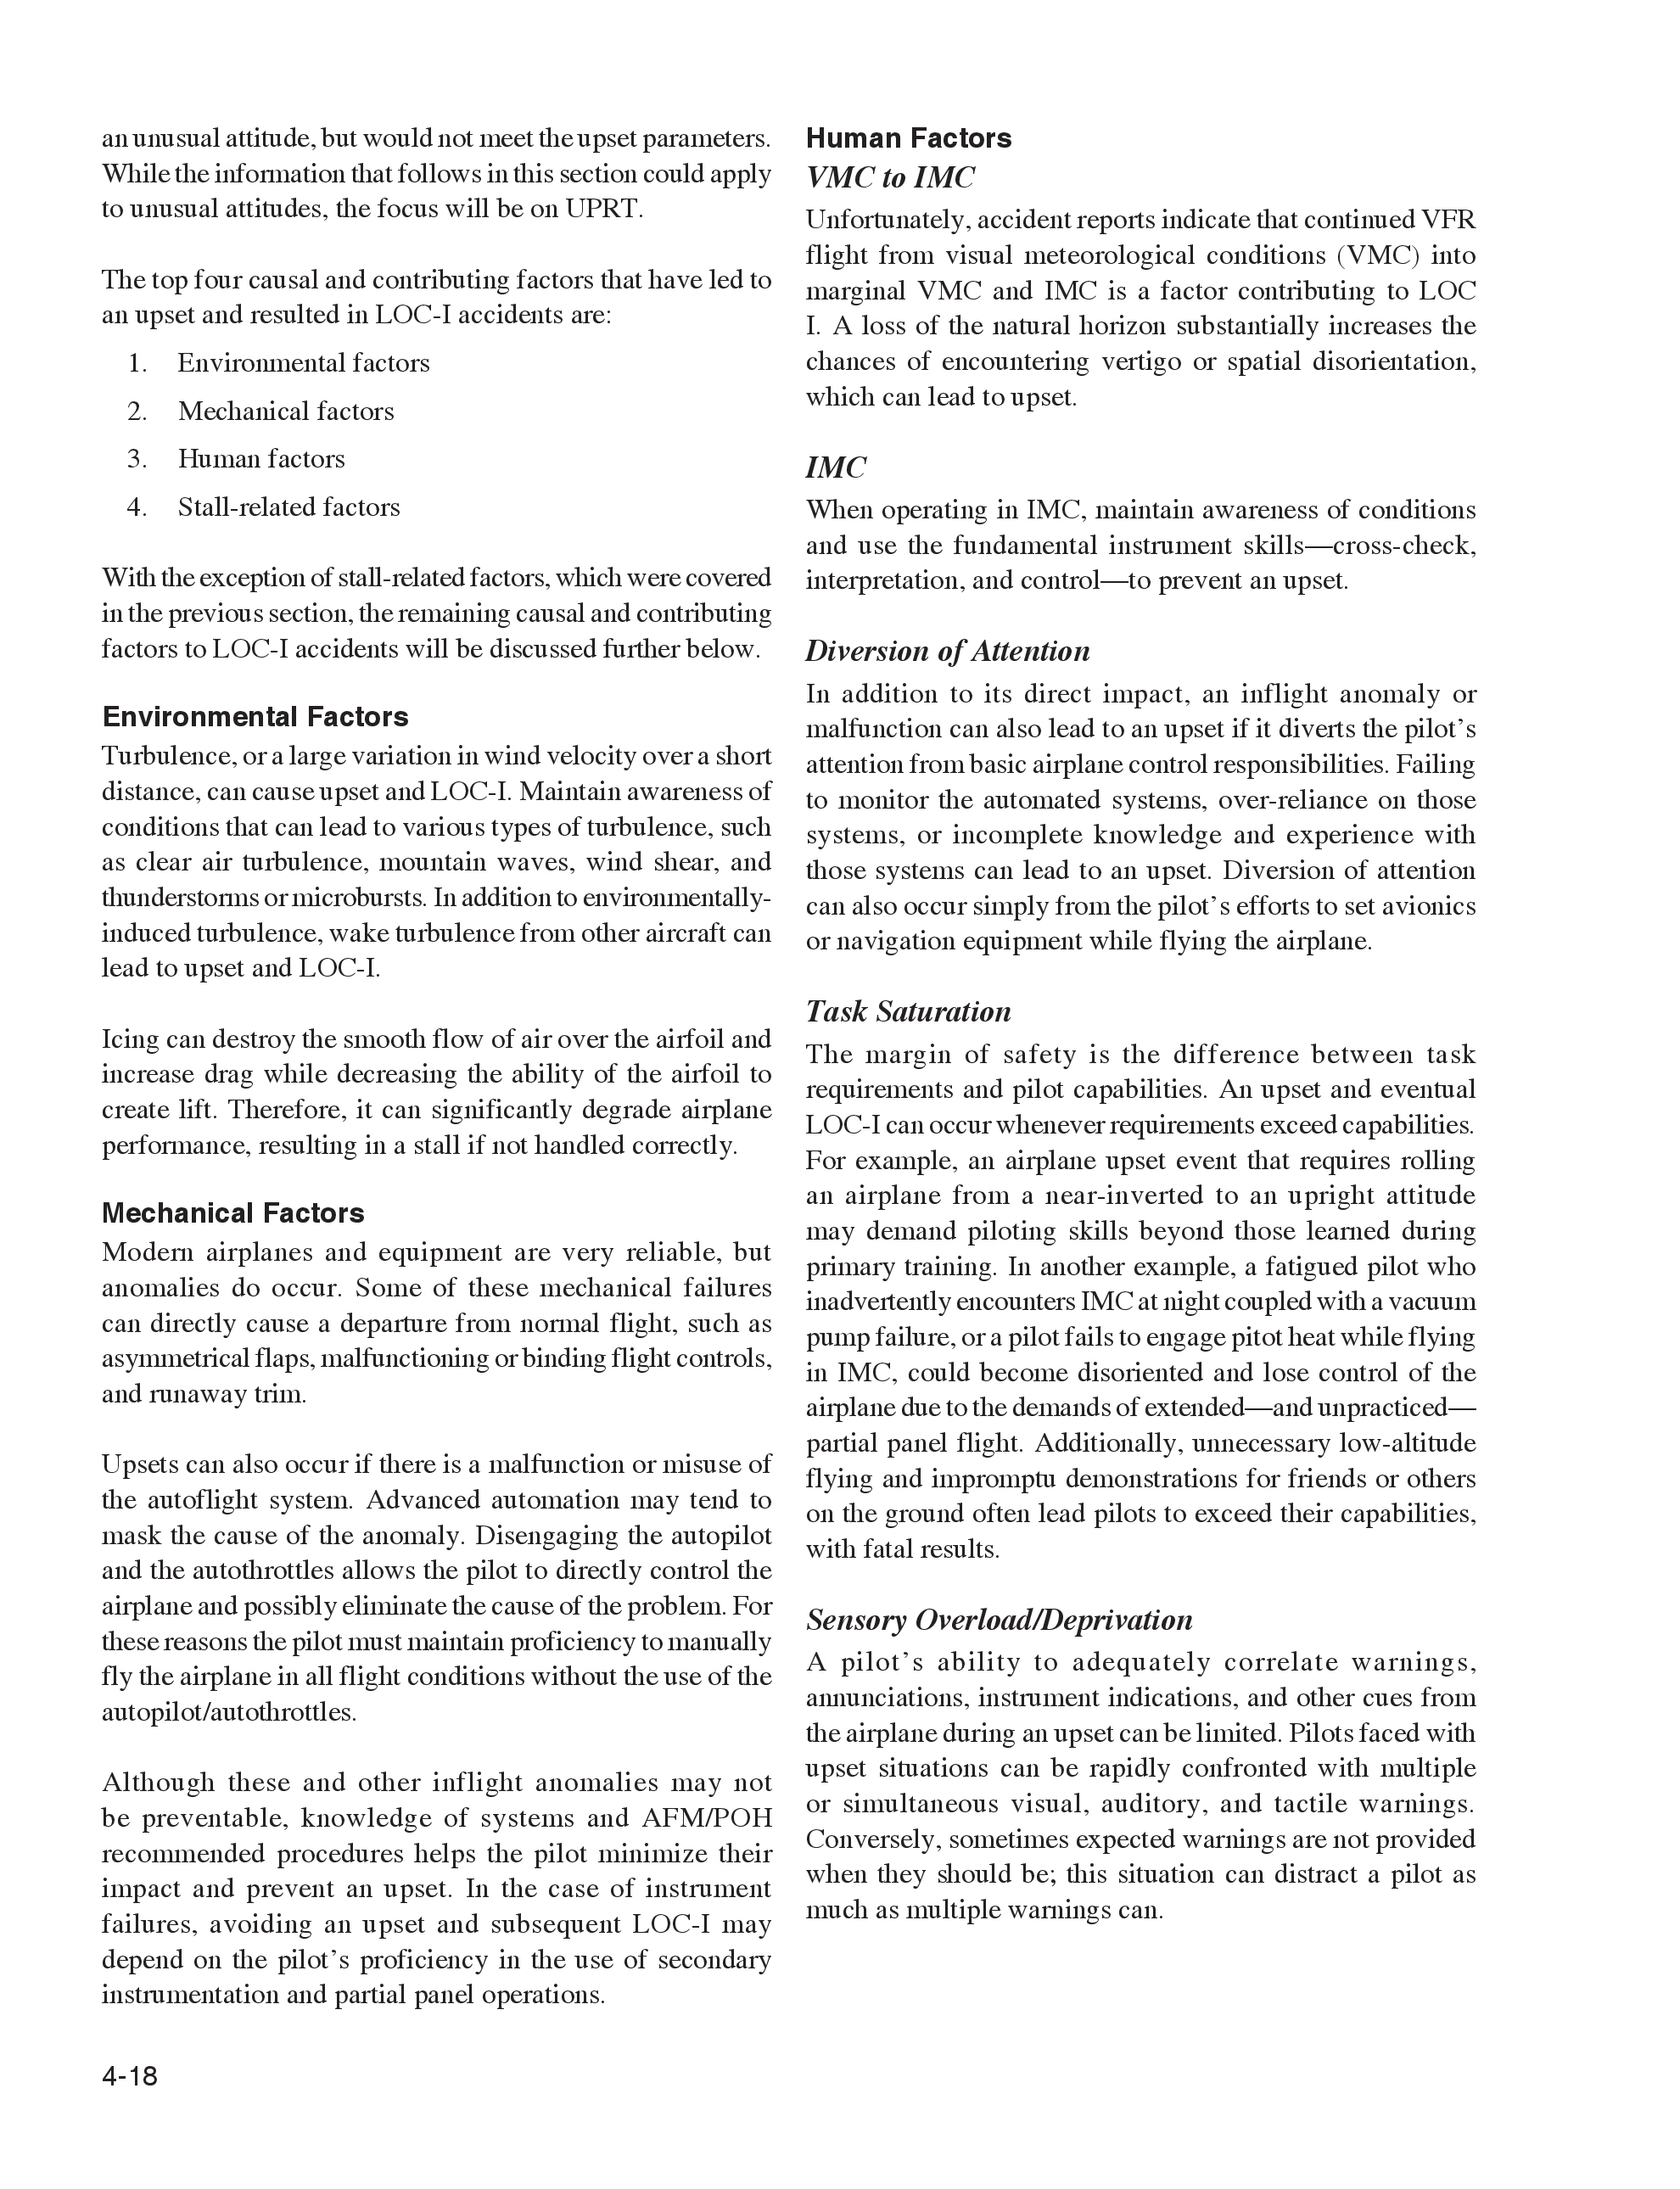 an unusual attitude, but would not meet the upset parameters.
While the information that follows in this section could apply
to unusual attitudes, the focus will be on UPRT.
The top four causal and contributing factors that have led to
an upset and resulted in LOC-I accidents are:
1. Environmental factors
2. Mechanical factors
3. Human factors
4. Stall-related factors
With the exception of stall-related factors, which were covered
in the previous section, the remaining causal and contributing
factors to LOC-I accidents will be discussed further below.
Environmental Factors
Turbulence, or a large variation in wind velocity over a short
distance, can cause upset and LOC-I. Maintain awareness of
conditions that can lead to various types of turbulence, such
as clear air turbulence, mountain waves, wind shear, and
thunderstorms or microbursts. In addition to environmentally-
induced turbulence, wake turbulence from other aircraft can
lead to upset and LOC-I.
Icing can destroy the smooth flow of air over the airfoil and
increase drag while decreasing the ability of the airfoil to
create lift. Therefore, it can significantly degrade airplane
performance, resulting in a stall if not handled correctly.
Mechanical Factors
Modern airplanes and equipment are very reliable, but
anomalies do occur. Some of these mechanical failures
can directly cause a departure from normal flight, such as
asymmetrical flaps, malfunctioning or binding flight controls,
and runaway trim.
Upsets can also occur if there is a malfunction or misuse of
the autoflight system. Advanced automation may tend to
mask the cause of the anomaly. Disengaging the autopilot
and the autothrottles allows the pilot to directly control the
airplane and possibly eliminate the cause of the problem. For
these reasons the pilot must maintain proficiency to manually
fly the airplane in all flight conditions without the use of the
autopilot/autothrottles.
Although these and other inflight anomalies may not
be preventable, knowledge of systems and AFM/POH
recommended procedures helps the pilot minimize their
impact and prevent an upset. In the case of instrument
failures, avoiding an upset and subsequent LOC-I may
depend on the pilot’s proficiency in the use of secondary
instrumentation and partial panel operations.
Human Factors
VMC to IMC
Unfortunately, accident reports indicate that continued VFR
flight from visual meteorological conditions (VMC) into
marginal VMC and IMC is a factor contributing to LOC
I. A loss of the natural horizon substantially increases the
chances of encountering vertigo or spatial disorientation,
which can lead to upset.
IMC
When operating in IMC, maintain awareness of conditions
and use the fundamental instrument skills—cross-check,
interpretation, and control—to prevent an upset.
Diversion of Attention
In addition to its direct impact, an inflight anomaly or
malfunction can also lead to an upset if it diverts the pilot’s
attention from basic airplane control responsibilities. Failing
to monitor the automated systems, over-reliance on those
systems, or incomplete knowledge and experience with
those systems can lead to an upset. Diversion of attention
can also occur simply from the pilot’s efforts to set avionics
or navigation equipment while flying the airplane.
Task Saturation
The margin of safety is the difference between task
requirements and pilot capabilities. An upset and eventual
LOC-I can occur whenever requirements exceed capabilities.
For example, an airplane upset event that requires rolling
an airplane from a near-inverted to an upright attitude
may demand piloting skills beyond those learned during
primary training. In another example, a fatigued pilot who
inadvertently encounters IMC at night coupled with a vacuum
pump failure, or a pilot fails to engage pitot heat while flying
in IMC, could become disoriented and lose control of the
airplane due to the demands of extended—and unpracticed—
partial panel flight. Additionally, unnecessary low-altitude
flying and impromptu demonstrations for friends or others
on the ground often lead pilots to exceed their capabilities,
with fatal results.
Sensory Overload/Deprivation
A pilot’s ability to adequately correlate warnings,
annunciations, instrument indications, and other cues from
the airplane during an upset can be limited. Pilots faced with
upset situations can be rapidly confronted with multiple
or simultaneous visual, auditory, and tactile warnings.
Conversely, sometimes expected warnings are not provided
when they should be; this situation can distract a pilot as
much as multiple warnings can.
4-18